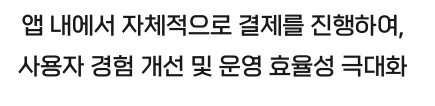 앱 내에서 자체적으로 결제를 진행하여,
사용자 경험 개선 및 운영 효율성 극대화